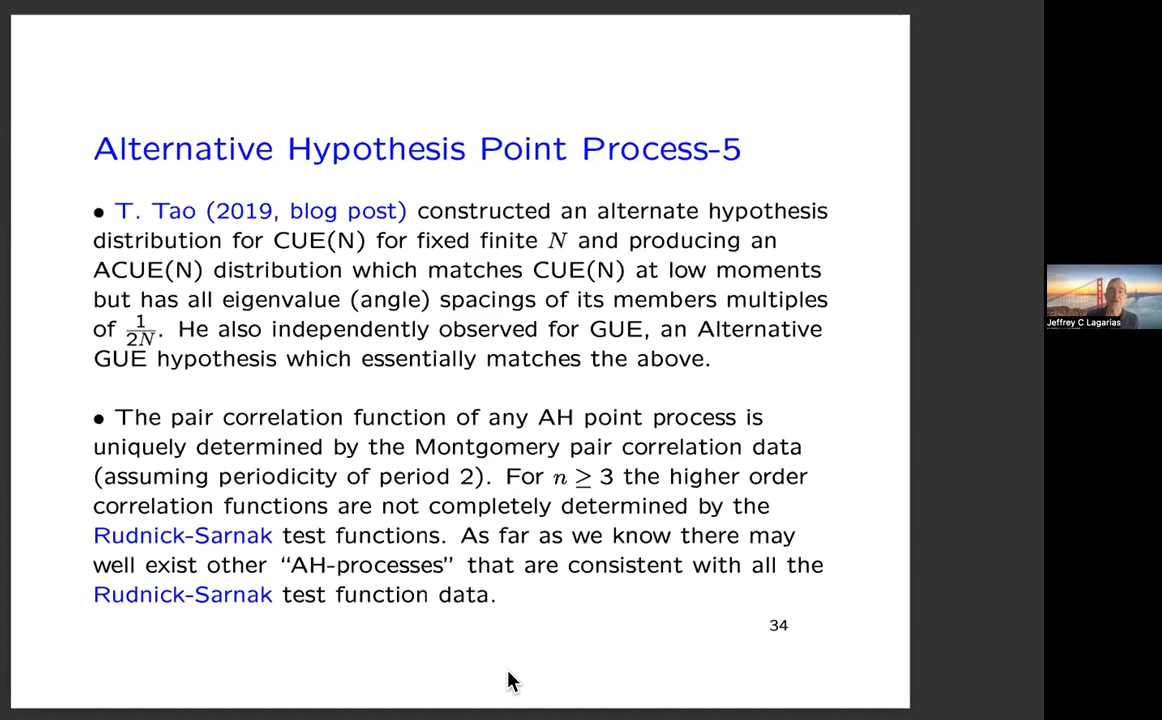 Alternative Hypothesis Point Process-5
• T. Tao (2019, blog post) constructed an alternate hypothesis
distribution for CUE(N) for fixed finite N and producing an
ACUE(N) distribution which matches CUE(N) at low moments
but has all eigenvalue (angle) spacings of its members multiples
of 1/2N. He also independently observed for GUE, an Alternative
GUE hypothesis which essentially matches the above.
• The pair correlation function of any AH point process is
uniquely determined by the Montgomery pair correlation data
(assuming periodicity of period 2). For n ≥ 3 the higher order
correlation functions are not completely determined by the
Rudnick-Sarnak test functions. As far as we know there may
well exist other “AH-processes” that are consistent with all the
Rudnick-Sarnak test function data.
34
Jeffrey C Lagarias